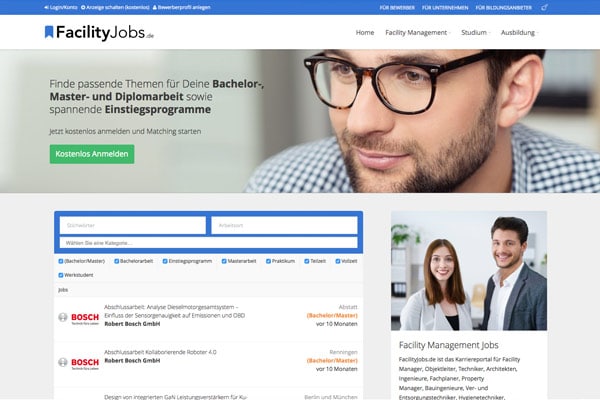 Login/Konto Anzeige schalten (kostenlos) Bewerberprofil anlegen FÜR BEWERBER FÜR UNTERNEHMEN FÜR BILDUNGSANBIETER
FacilityJobs.de Home Facility Management Studium Ausbildung
Finde passende Themen für Deine Bachelor-,
Master- und Diplomarbeit sowie
spannende Einstiegsprogramme
Jetzt kostenlos anmelden und Matching starten
Kostenlos Anmelden
Stichwörter Arbeitsort
Wählen Sie eine Kategorie...
(Bachelor/Master) Bachelorarbeit Einstiegsprogramm Masterarbeit Praktikum Teilzeit Vollzeit
Werkstudent
Jobs
BOSCH
Technik fürs Leben
Abschlussarbeit: Analyse Dieselmotorgesamtsystem –
Einfluss der Sensorgenauigkeit auf Emissionen und OBD
Robert Bosch GmbH
Abstatt
(Bachelor/Master)
vor 10 Monaten
BOSCH
Technik fürs Leben
Abschlussarbeit Kollaborierende Roboter 4.0
Robert Bosch GmbH
Renningen
(Bachelor/Master)
vor 10 Monaten
Design von integrierten GaN Leistungsverstärkern für Ku-
Berlin und München
Facility Management Jobs
Facilityjobs.de ist das Karriereportal für Facility
Manager, Objektleiter, Techniker, Architekten,
Ingenieure, Fachplaner, Property
Manager, Bauingenieure, Ver- und
Entsorgungstechniker, Hygienetechniker,